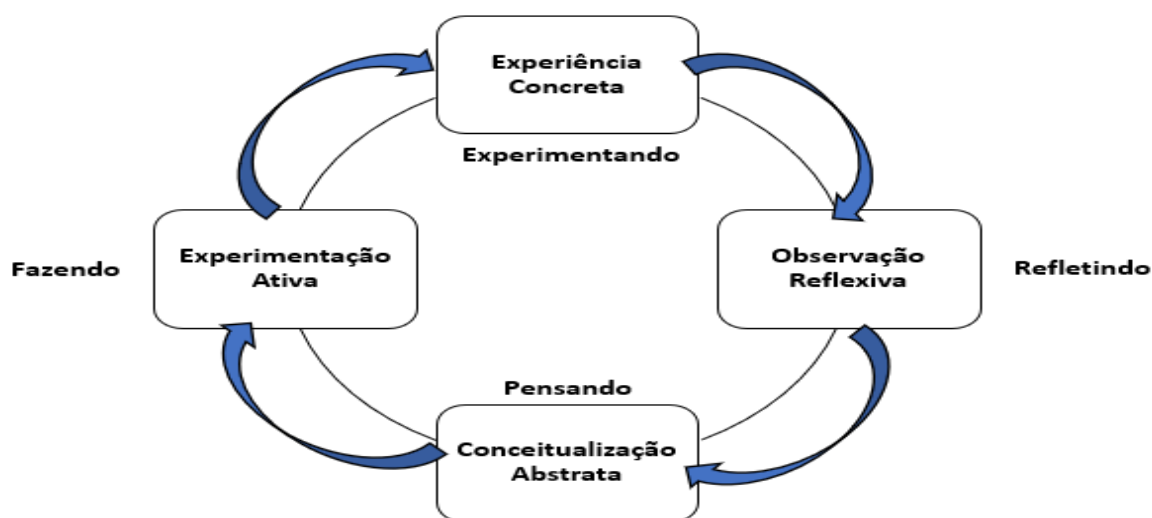 Experiência
Concreta
Experimentando
Fazendo
Experimentação
Ativa
Observação
Reflexiva
Refletindo
Pensando
Conceitualização
Abstrata